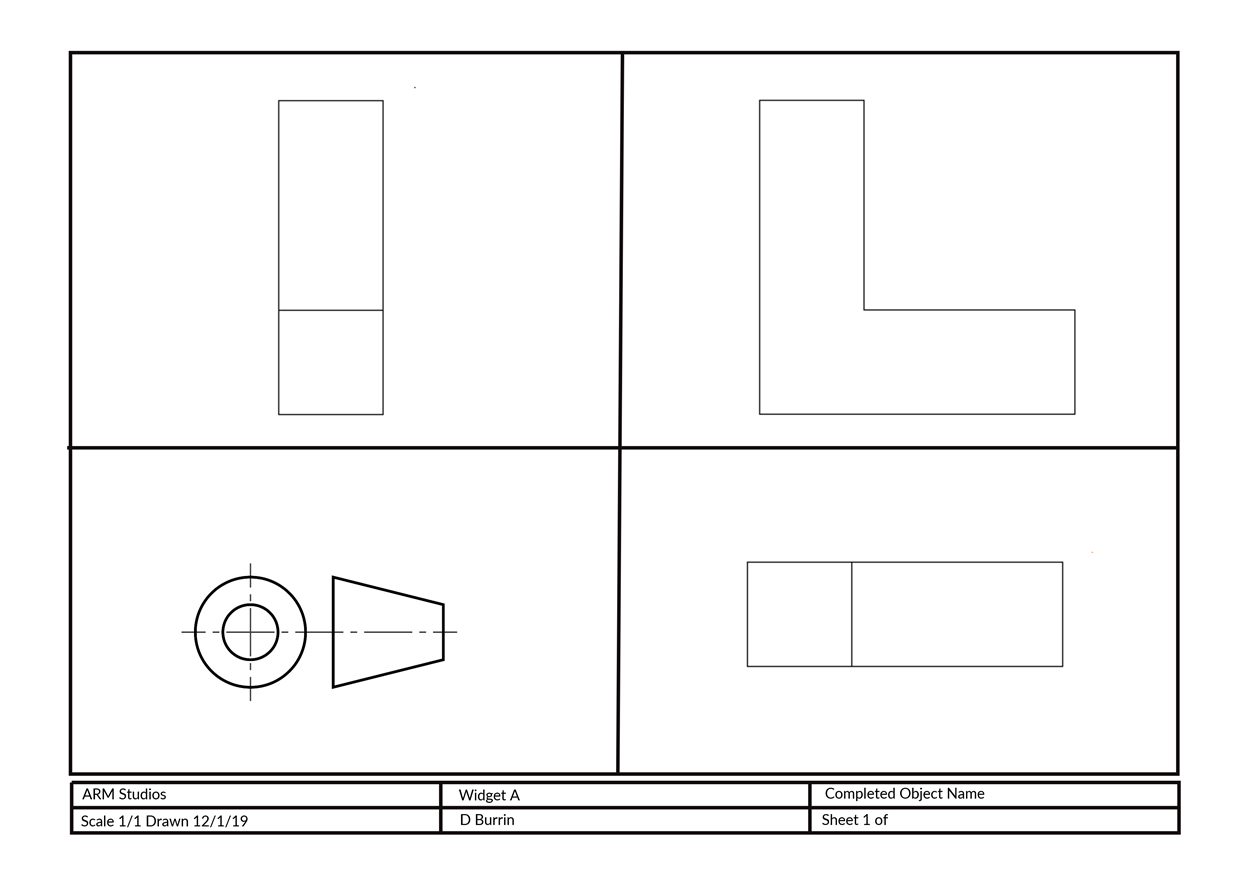 ARM Studios
Widget A
Completed Object Name
Scale 1/1 Drawn 12/1/19
D Burrin
Sheet 1 of